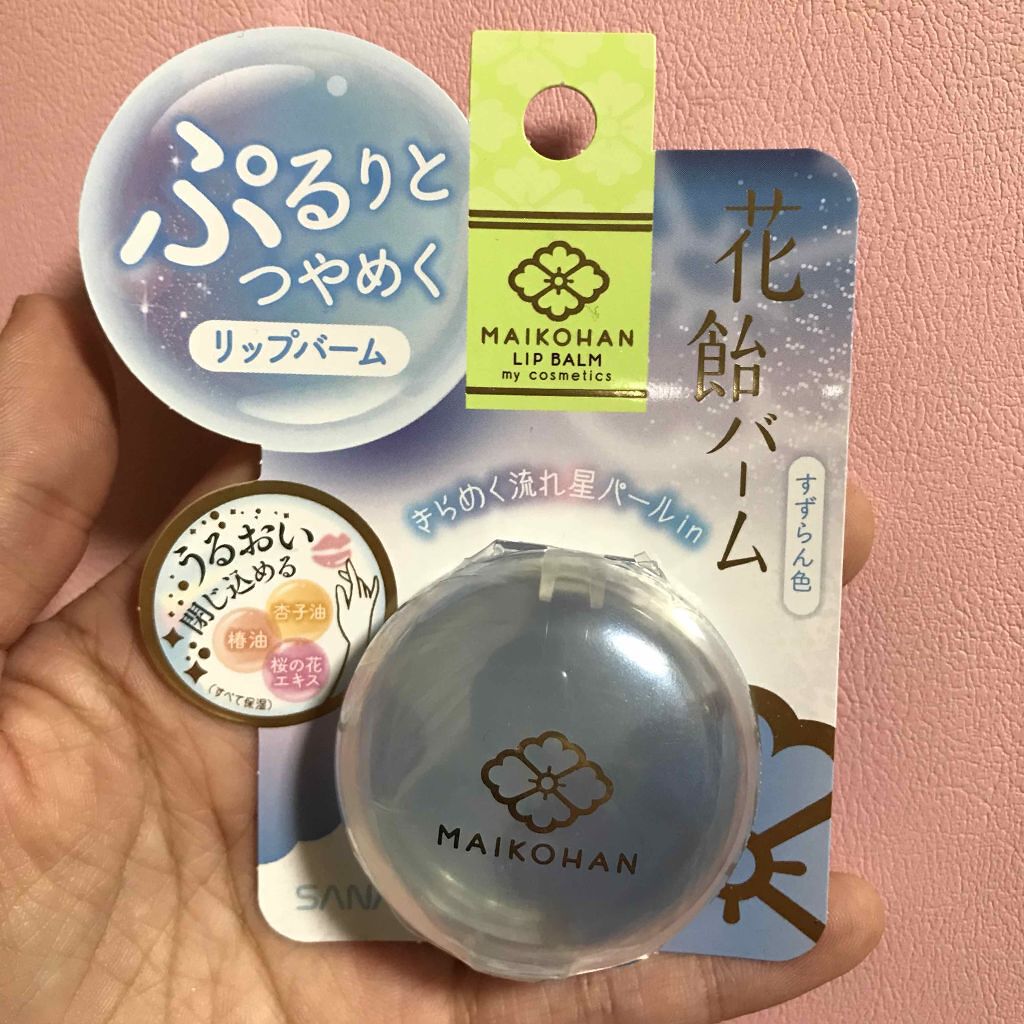 ぷるりと
つやめく
リップバーム
MAIKOHAN
LIP BALM
my cosmetics
花飴バーム
すずらん色
きらめく流れ星パールin
うるおい
閉じ込める
杏子油
椿油
桜の花
エキス
(すべて保湿)
MAIKOHAN
SANA